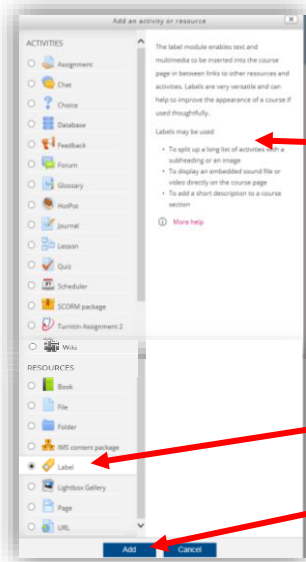 Add an activity or resource
ACTIVITIES
Assignment
Chat
Choice
Database
Feedback
Forum
Glossary
HotPot
Journal
Lesson
Quiz
Scheduler
SCORM package
Turnitin Assignment 2
Wiki
RESOURCES
Book
File
Folder
IMS content package
Label
Lightbox Gallery
Page
URL
The label module enables text and
multimedia to be inserted into the course
page in between links to other resources and
activities. Labels are very versatile and can
help to improve the appearance of a course if
used thoughtfully.
Labels may be used
• To split up a long list of activities with a
subheading or an image
• To display an embedded sound file or
video directly on the course page
• To add a short description to a course
section
More help
Add
Cancel